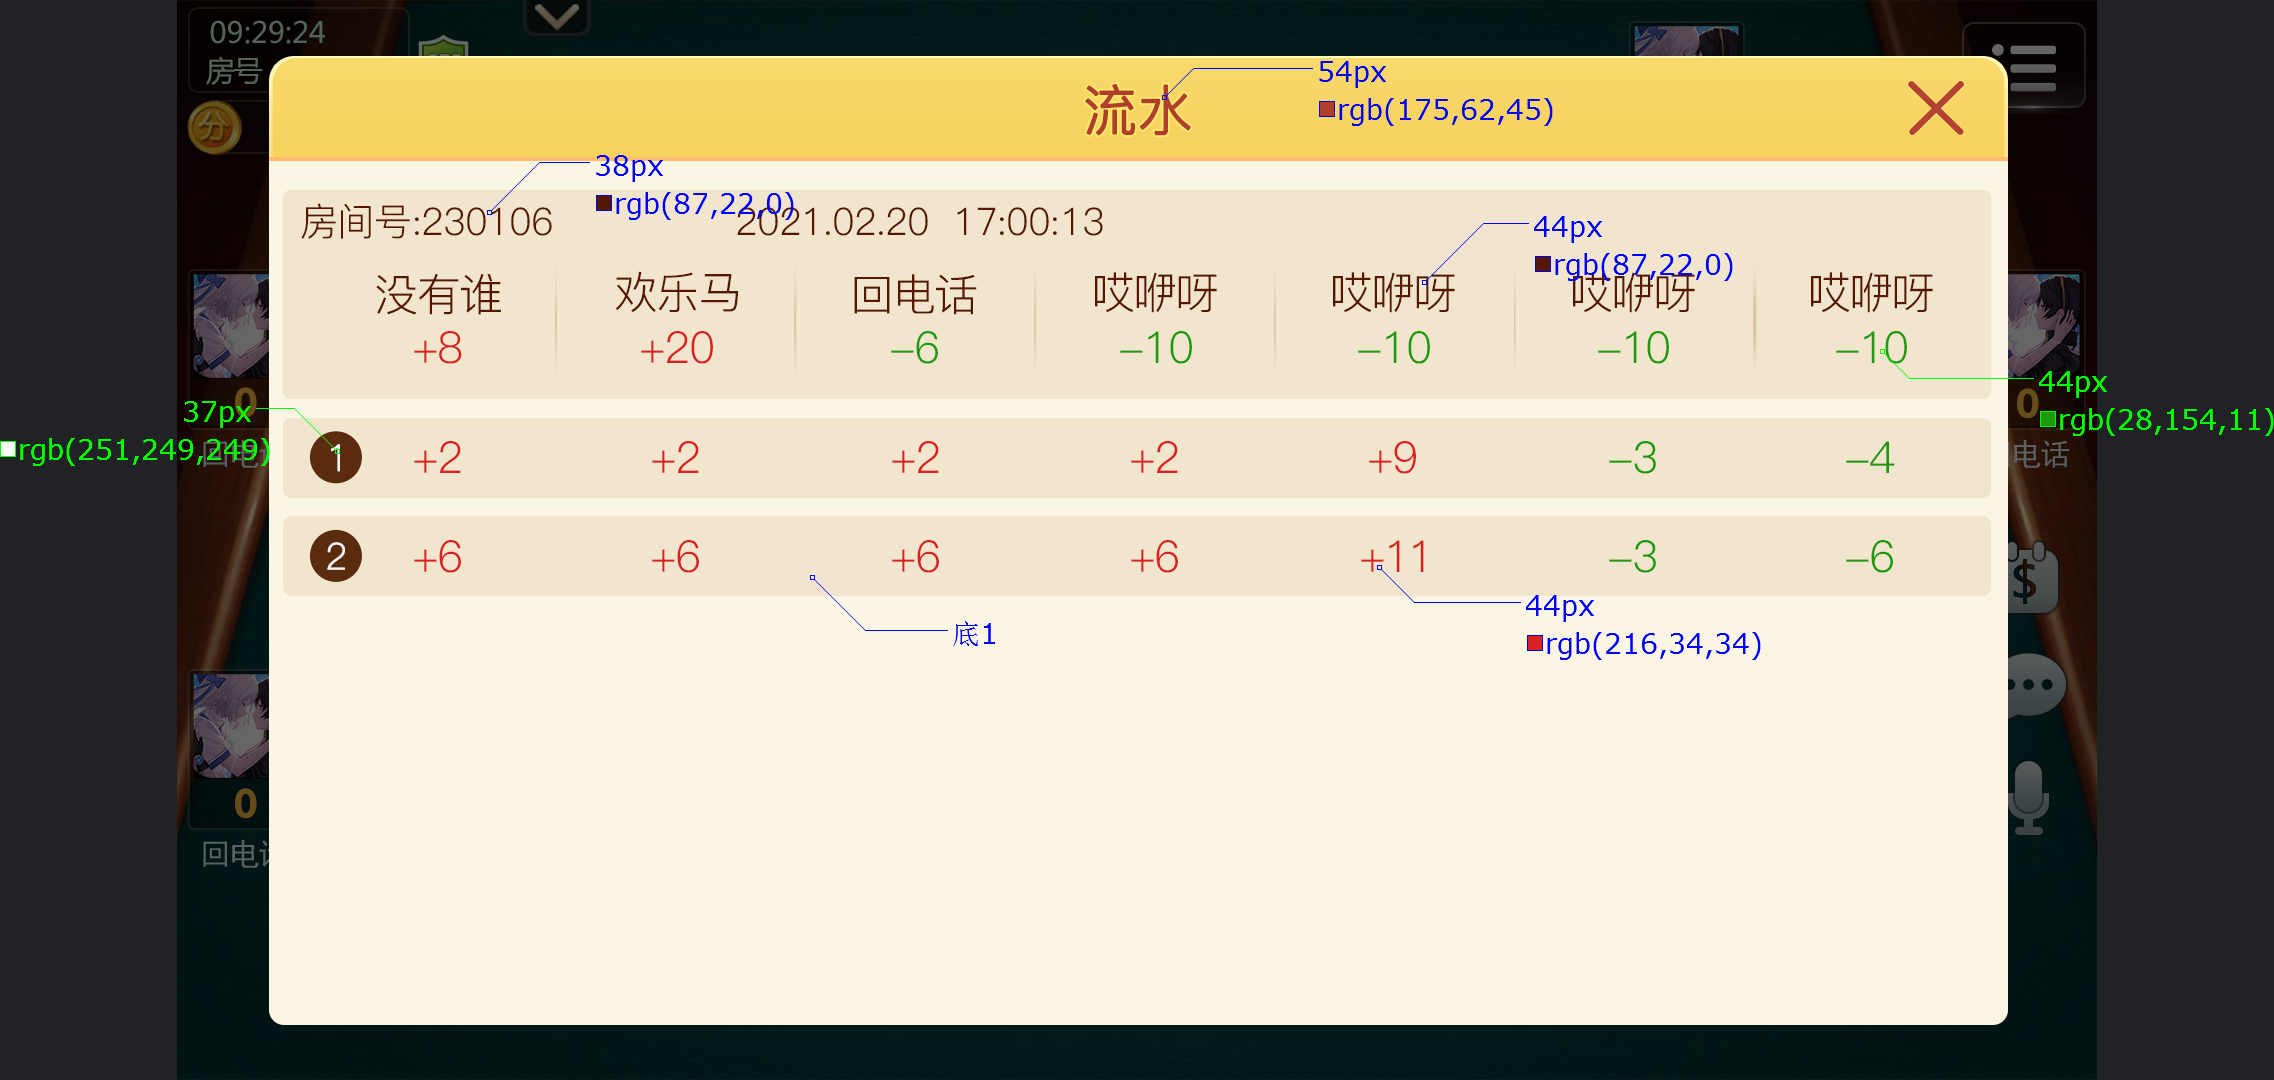 09:29:24
房号
分
流水
54px
rgb(175,62,45)
38px
rgb(87,22,0)
房间号:230106 2021.02.20 17:00:13
44px
rgb(87,22,0)
没有谁 欢乐马 回电话 哎咿呀 哎咿呀 哎咿呀 哎咿呀
+8 +20 -6 -10 -10 -10 -10
44px
rgb(28,154,11)
0
0
37px
rgb(251,249,249)
回电
电话
1 +2 +2 +2 +2 +9 -3 -4
2 +6 +6 +6 +6 +11 -3 -6
$
底1
44px
rgb(216,34,34)
0
回电